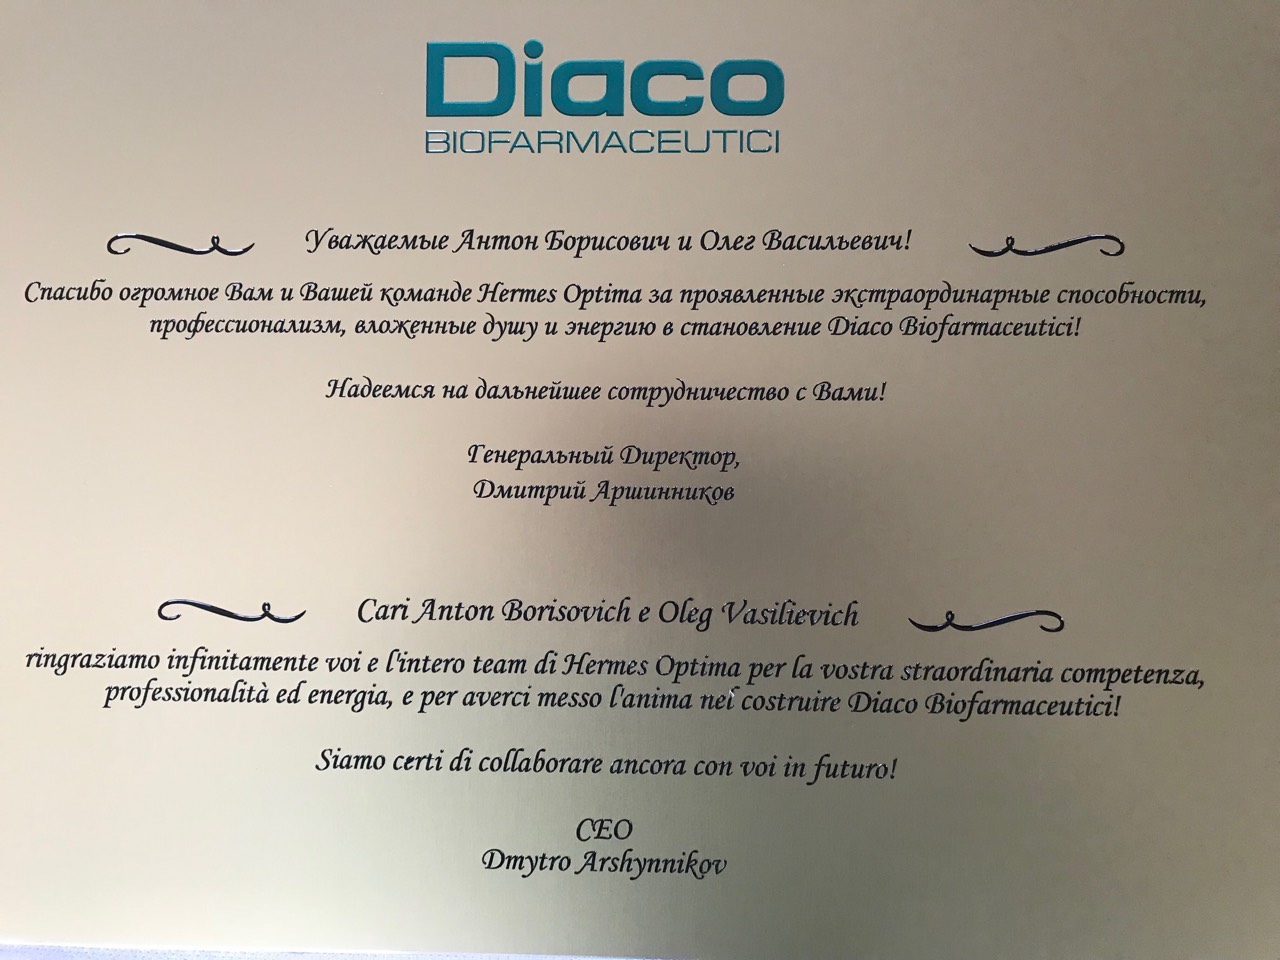 Diaco
BIOFARMACEUTICI
Уважаемые Антон Борисович и Олег Васильевич!
Спасибо огромное Вам и Вашей команде Hermes Optima за проявленные экстраординарные способности,
профессионализм, вложенные душу и энергию в становление Diaco Biofarmaceutici!
Надеемся на дальнейшее сотрудничество с Вами!
Генеральный Директор,
Дмитрий Аршинников
Cari Anton Borisovich e Oleg Vasilievich
ringraziamo infinitamente voi e l'intero team di Hermes Optima per la vostra straordinaria competenza,
professionalità ed energia, e per averci messo l'anima nel costruire Diaco Biofarmaceutici!
Siamo certi di collaborare ancora con voi in futuro!
CEO
Dmytro Arshynnikov